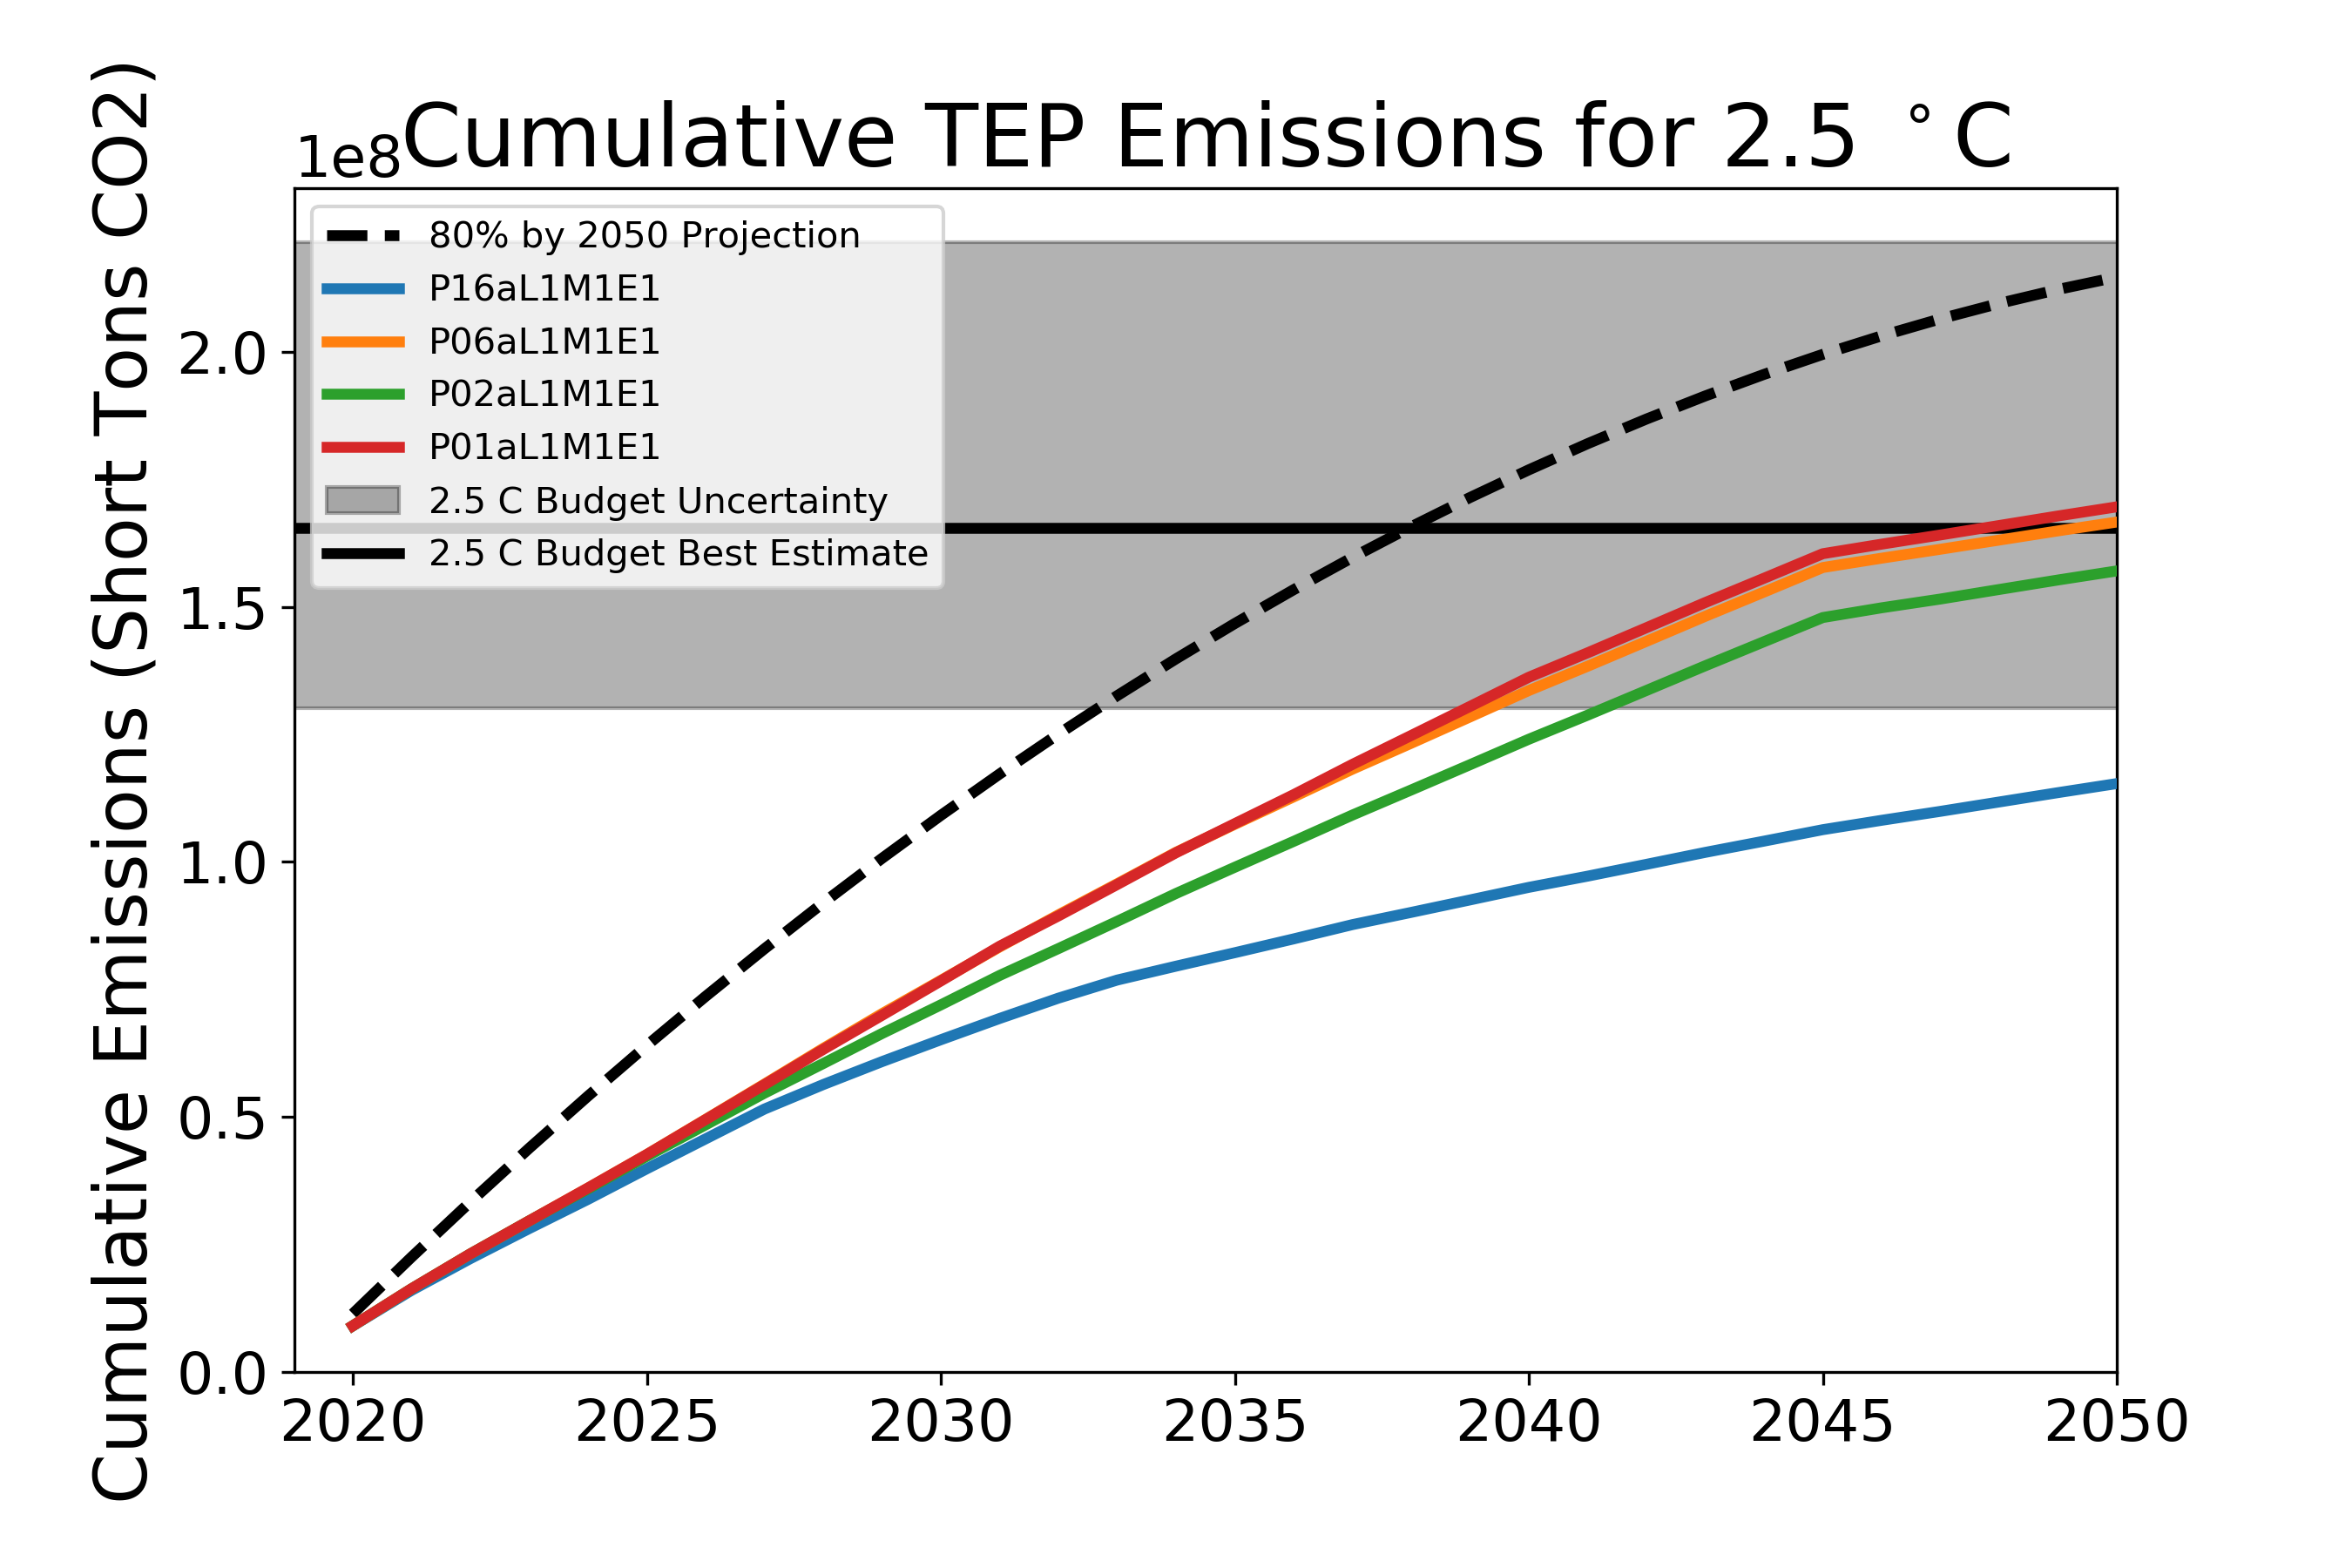 Cumulative TEP Emissions for 2.5 °C
1e8
Cumulative Emissions (Short Tons CO2)
80% by 2050 Projection
P16aL1M1E1
P06aL1M1E1
P02aL1M1E1
P01aL1M1E1
2.5 C Budget Uncertainty
2.5 C Budget Best Estimate
2.0
1.5
1.0
0.5
0.0
2020 2025 2030 2035 2040 2045 2050